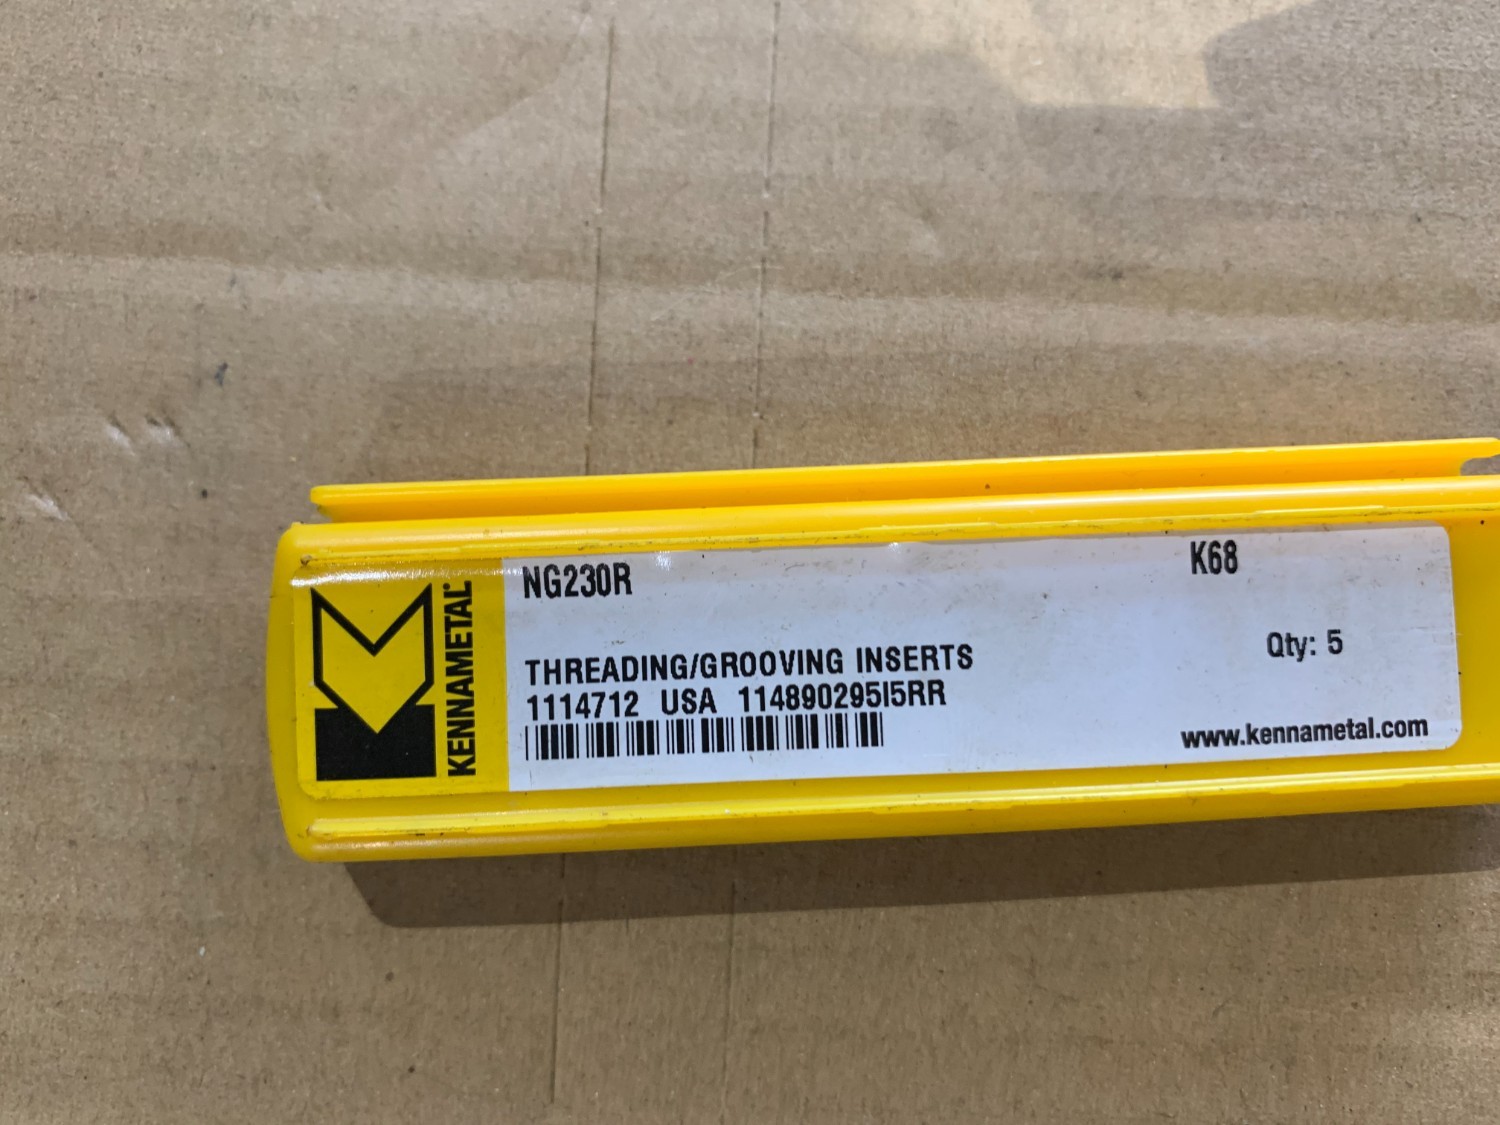 KENNAMETAL®
NG230R K68
THREADING/GROOVING INSERTS Qty: 5
1114712 USA 114890295I5RR
www.kennametal.com